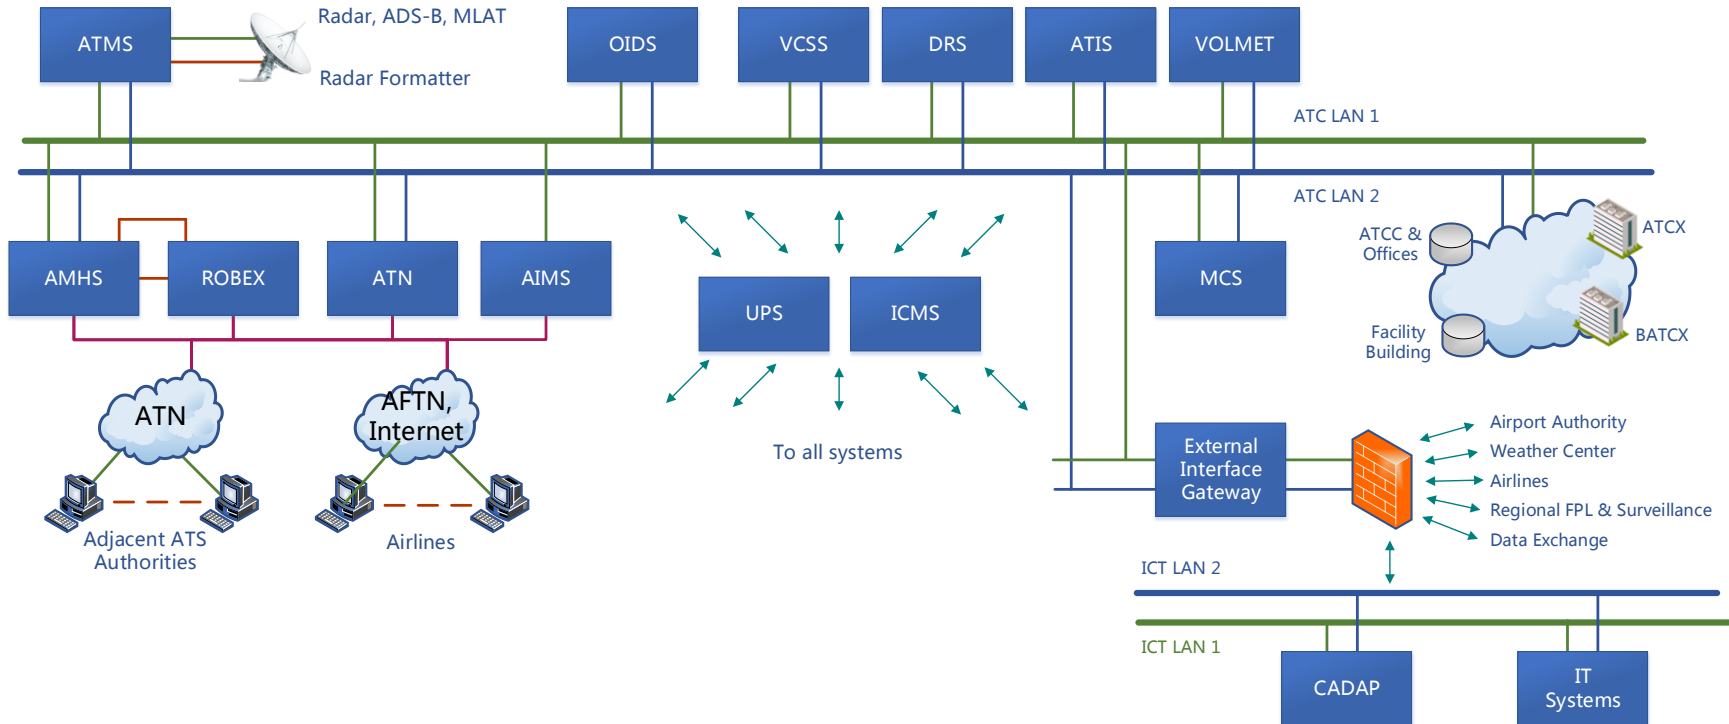 Radar, ADS-B, MLAT
ATMS
OIDS
VCSS
DRS
ATIS
VOLMET
Radar Formatter
ATC LAN 1
ATC LAN 2
ATCC &
Offices
ATCX
AMHS
ROBEX
ATN
AIMS
MCS
UPS
ICMS
Facility
Building
BATCX
ATN
AFTN,
Internet
To all systems
External
Interface
Gateway
Airport Authority
Weather Center
Airlines
Regional FPL & Surveillance
Data Exchange
Adjacent ATS
Authorities
Airlines
ICT LAN 2
ICT LAN 1
CADAP
IT
Systems